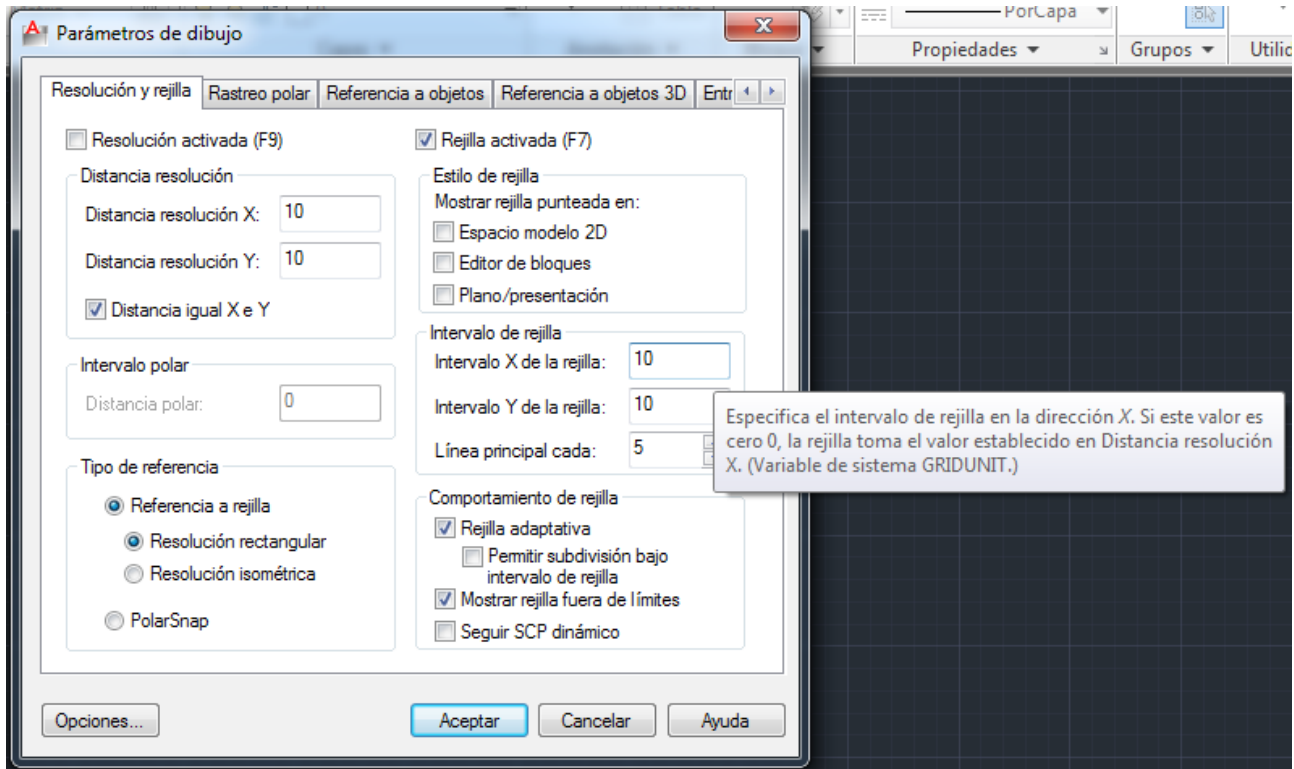 Parámetros de dibujo
PorCapa
Propiedades
Grupos
Resolución y rejilla
Rastreo polar
Referencia a objetos
Referencia a objetos 3D
Entr
Resolución activada (F9)
Distancia resolución
Distancia resolución X: 10
Distancia resolución Y: 10
Distancia igual X e Y
Intervalo polar
Distancia polar: 0
Tipo de referencia
Referencia a rejilla
Resolución rectangular
Resolución isométrica
PolarSnap
Rejilla activada (F7)
Estilo de rejilla
Mostrar rejilla punteada en:
Espacio modelo 2D
Editor de bloques
Plano/presentación
Intervalo de rejilla
Intervalo X de la rejilla: 10
Intervalo Y de la rejilla: 10
Línea principal cada: 5
Comportamiento de rejilla
Rejilla adaptativa
Permitir subdivisión bajo
intervalo de rejilla
Mostrar rejilla fuera de límites
Seguir SCP dinámico
Especifica el intervalo de rejilla en la dirección X. Si este valor es
cero 0, la rejilla toma el valor establecido en Distancia resolución
X. (Variable de sistema GRIDUNIT.)
Opciones...
Aceptar
Cancelar
Ayuda